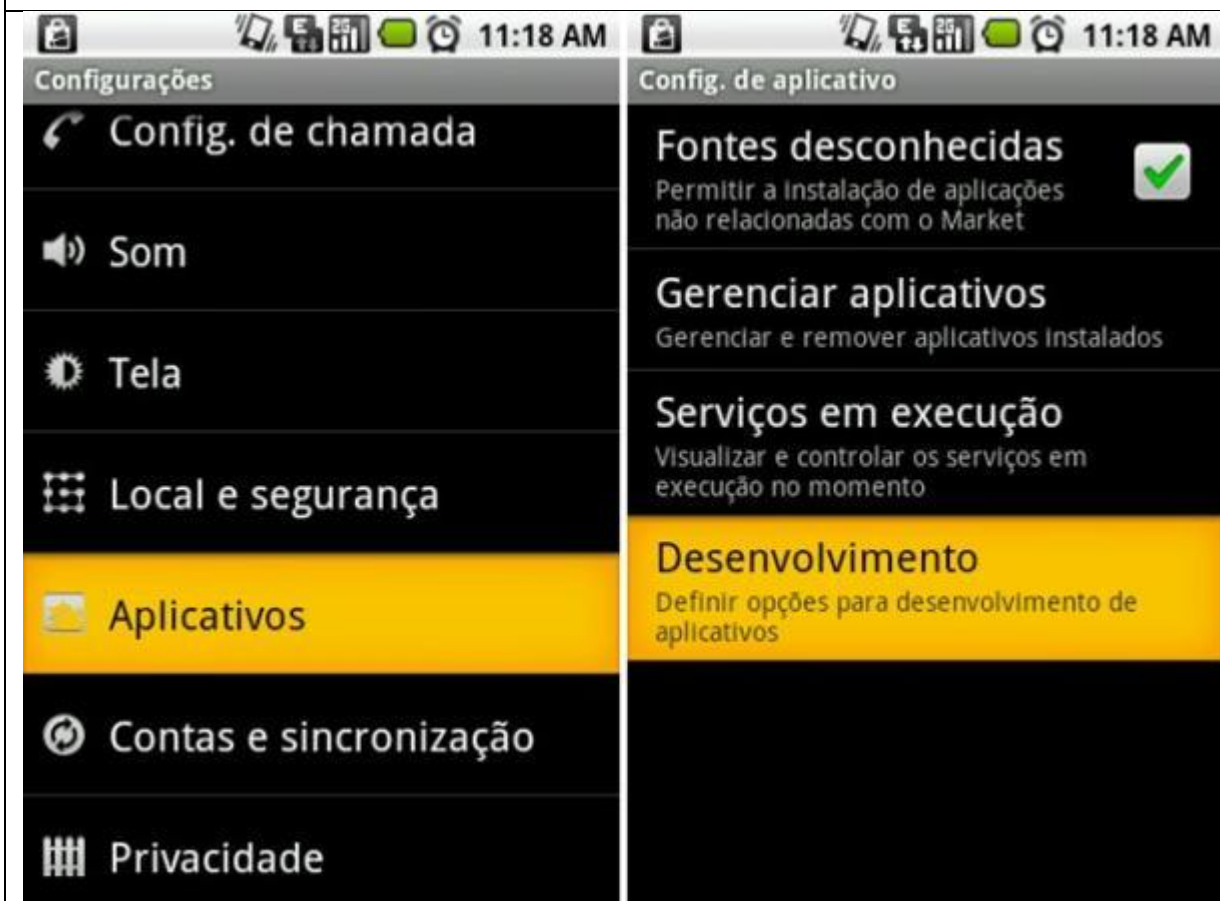 11:18 AM
Configurações
Config. de chamada
Som
Tela
Local e segurança
Aplicativos
Contas e sincronização
Privacidade
2G
11:18 AM
Config. de aplicativo
Fontes desconhecidas
Permitir a instalação de aplicações
não relacionadas com o Market
Gerenciar aplicativos
Gerenciar e remover aplicativos instalados
Serviços em execução
Visualizar e controlar os serviços em
execução no momento
Desenvolvimento
Definir opções para desenvolvimento de
aplicativos